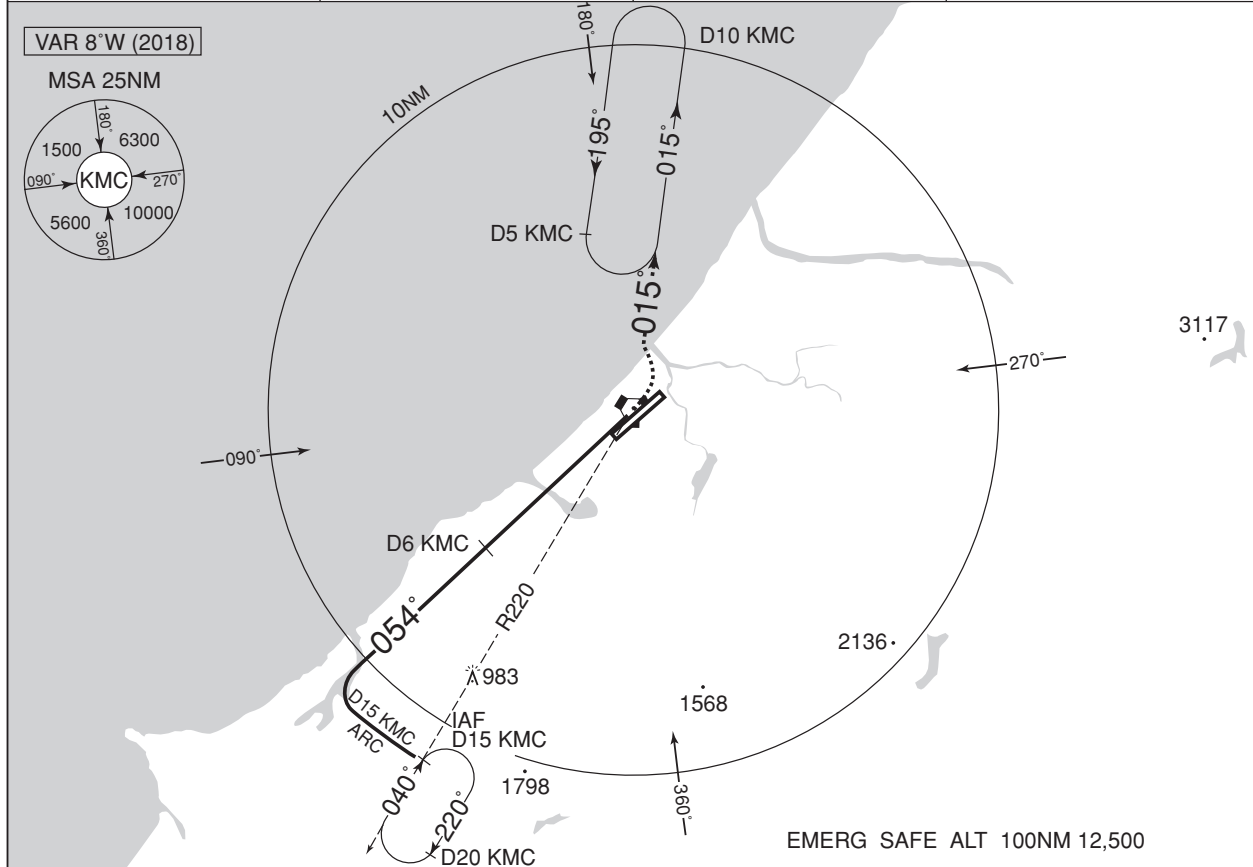 VAR 8°W (2018)
MSA 25NM
180°
1500
6300
090°
KMC
270°
5600
10000
360°
180°
D10 KMC
10NM
195°
015°
D5 KMC
015°
3117
270°
090°
D6 KMC
054°
R220
2136
983
1568
D15 KMC
ARC
IAF
D15 KMC
1798
360°
040°
220°
D20 KMC
EMERG SAFE ALT 100NM 12,500